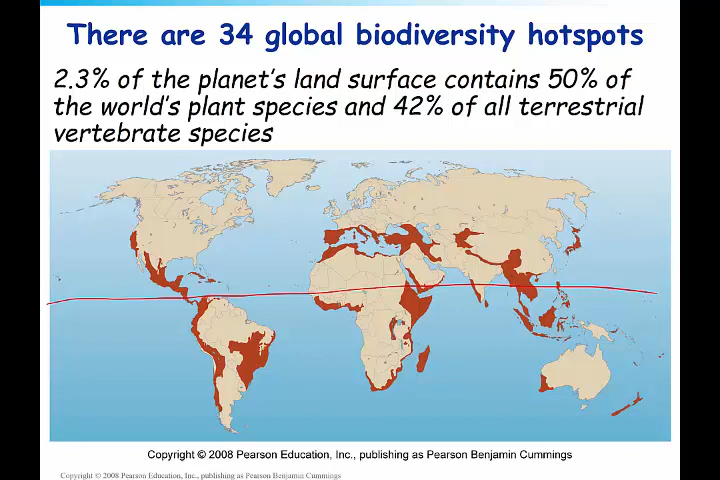 There are 34 global biodiversity hotspots
2.3% of the planet's land surface contains 50% of
the world's plant species and 42% of all terrestrial
vertebrate species
Copyright © 2008 Pearson Education, Inc., publishing as Pearson Benjamin Cummings
Copyright © 2008 Pearson Education, Inc., publishing as Pearson Benjamin Cummings